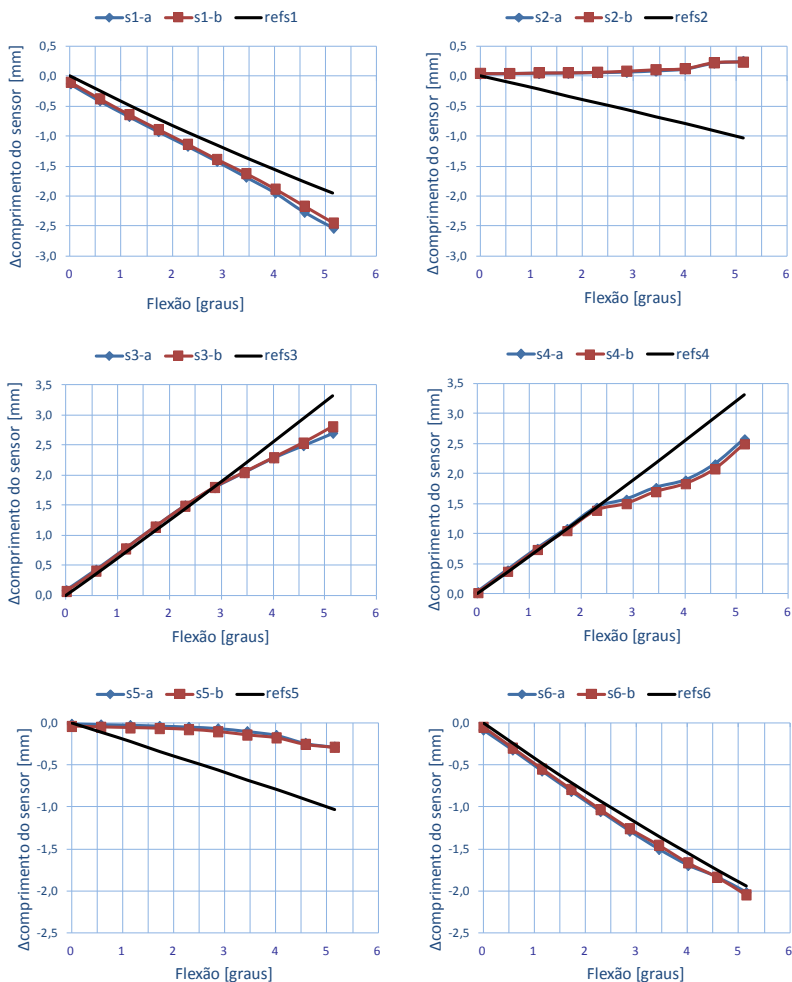 s1-a s1-b refs1
Δcomprimento do sensor [mm]
0,5
0,0
-0,5
-1,0
-1,5
-2,0
-2,5
-3,0
0 1 2 3 4 5 6
Flexão [graus]
s2-a s2-b refs2
Δcomprimento do sensor [mm]
0,5
0,0
-0,5
-1,0
-1,5
-2,0
-2,5
-3,0
0 1 2 3 4 5 6
Flexão [graus]
s3-a s3-b refs3
Δcomprimento do sensor [mm]
3,5
3,0
2,5
2,0
1,5
1,0
0,5
0,0
0 1 2 3 4 5 6
Flexão [graus]
s4-a s4-b refs4
Δcomprimento do sensor [mm]
3,5
3,0
2,5
2,0
1,5
1,0
0,5
0,0
0 1 2 3 4 5 6
Flexão [graus]
s5-a s5-b refs5
Δcomprimento do sensor [mm]
0,0
-0,5
-1,0
-1,5
-2,0
-2,5
0 1 2 3 4 5 6
Flexão [graus]
s6-a s6-b refs6
Δcomprimento do sensor [mm]
0,0
-0,5
-1,0
-1,5
-2,0
-2,5
0 1 2 3 4 5 6
Flexão [graus]